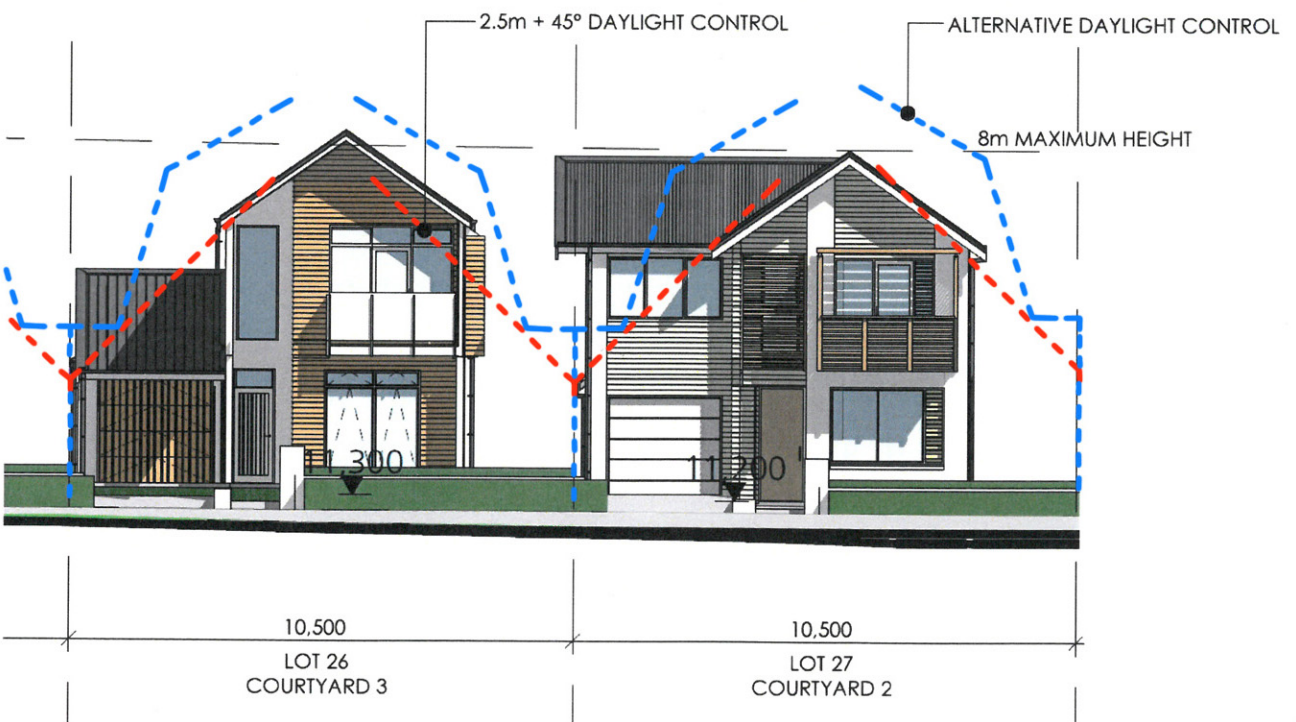 2.5m + 45° DAYLIGHT CONTROL
ALTERNATIVE DAYLIGHT CONTROL
8m MAXIMUM HEIGHT
11,300
11,200
10,500
10,500
LOT 26
LOT 27
COURTYARD 3
COURTYARD 2